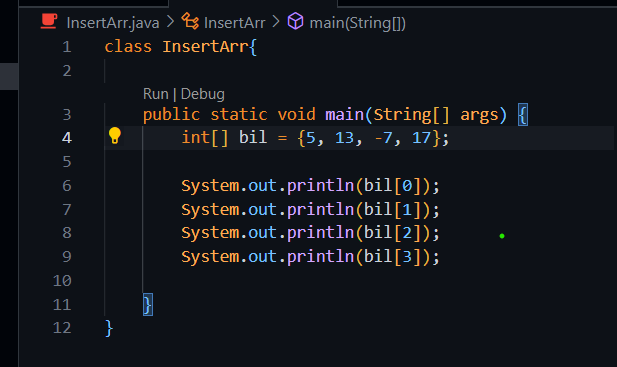 InsertArr.java > InsertArr > main(String[])
1 class InsertArr{
2
Run | Debug
3 public static void main(String[] args) {
4 int[] bil = {5, 13, -7, 17};
5
6 System.out.println(bil[0]);
7 System.out.println(bil[1]);
8 System.out.println(bil[2]);
9 System.out.println(bil[3]);
10
11 }
12 }